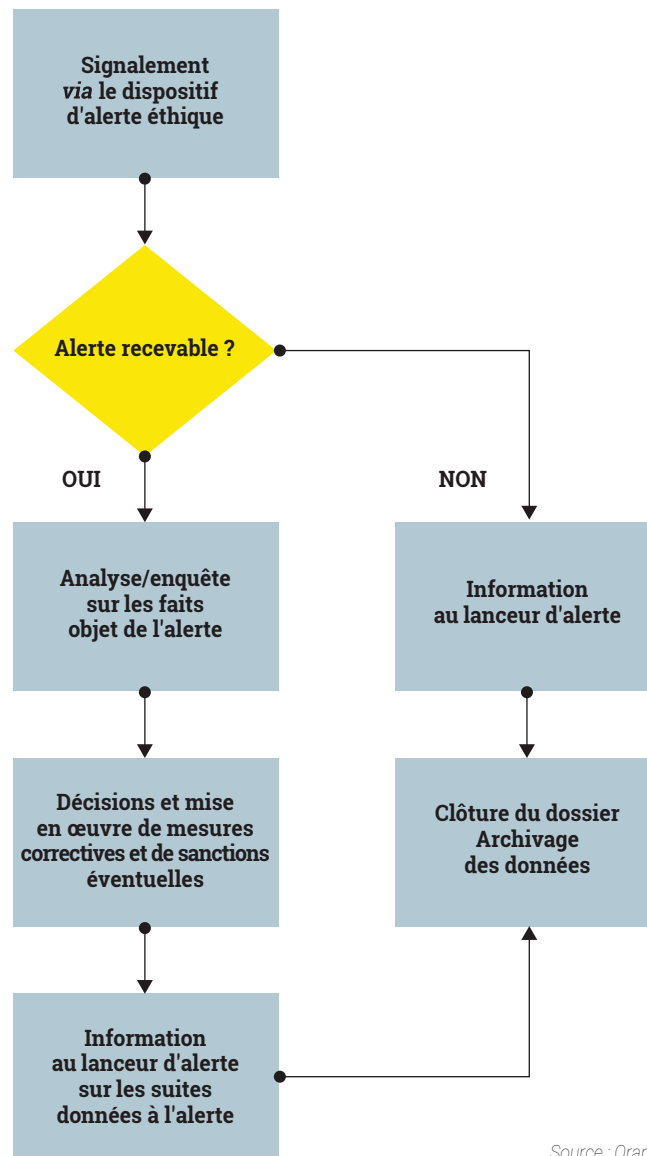 Signalement
via le dispositif
d'alerte éthique
Alerte recevable ?
OUI
NON
Analyse/enquête
sur les faits
objet de l'alerte
Information
au lanceur d'alerte
Décisions et mise
en œuvre de mesures
correctives et de sanctions
éventuelles
Clôture du dossier
Archivage
des données
Information
au lanceur d'alerte
sur les suites
données à l'alerte
Source :